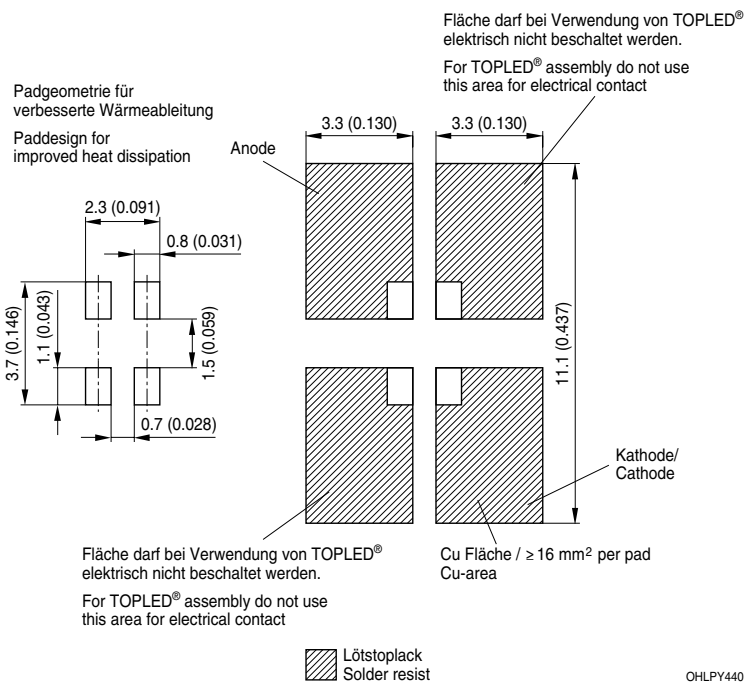 Fläche darf bei Verwendung von TOPLED®
elektrisch nicht beschaltet werden.
For TOPLED® assembly do not use
this area for electrical contact
Padgeometrie für
verbesserte Wärmeableitung
Paddesign for
improved heat dissipation
Anode
3.3 (0.130)
3.3 (0.130)
2.3 (0.091)
0.8 (0.031)
3.7 (0.146)
1.1 (0.043)
1.5 (0.059)
0.7 (0.028)
11.1 (0.437)
Kathode/
Cathode
Fläche darf bei Verwendung von TOPLED®
elektrisch nicht beschaltet werden.
For TOPLED® assembly do not use
this area for electrical contact
Cu Fläche / ≥ 16 mm² per pad
Cu-area
Lötstoplack
Solder resist
OHLPY440